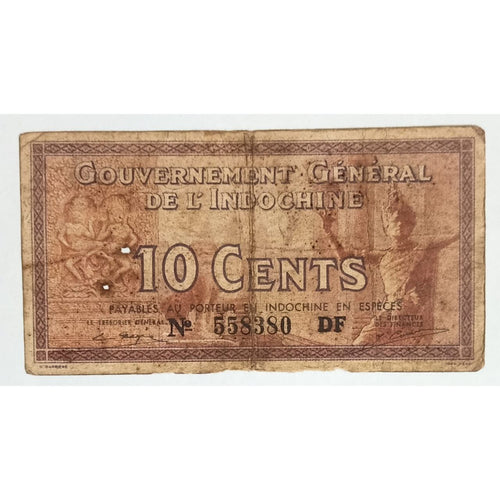 GOUVERNEMENT GÉNÉRAL
DE L'INDOCHINE
10 CENTS
PAYABLES AU PORTEUR EN INDOCHINE EN ESPÈCES
LE TRÉSORIER GÉNÉRAL
LE DIRECTEUR
DES FINANCES
Nº 558380 DF